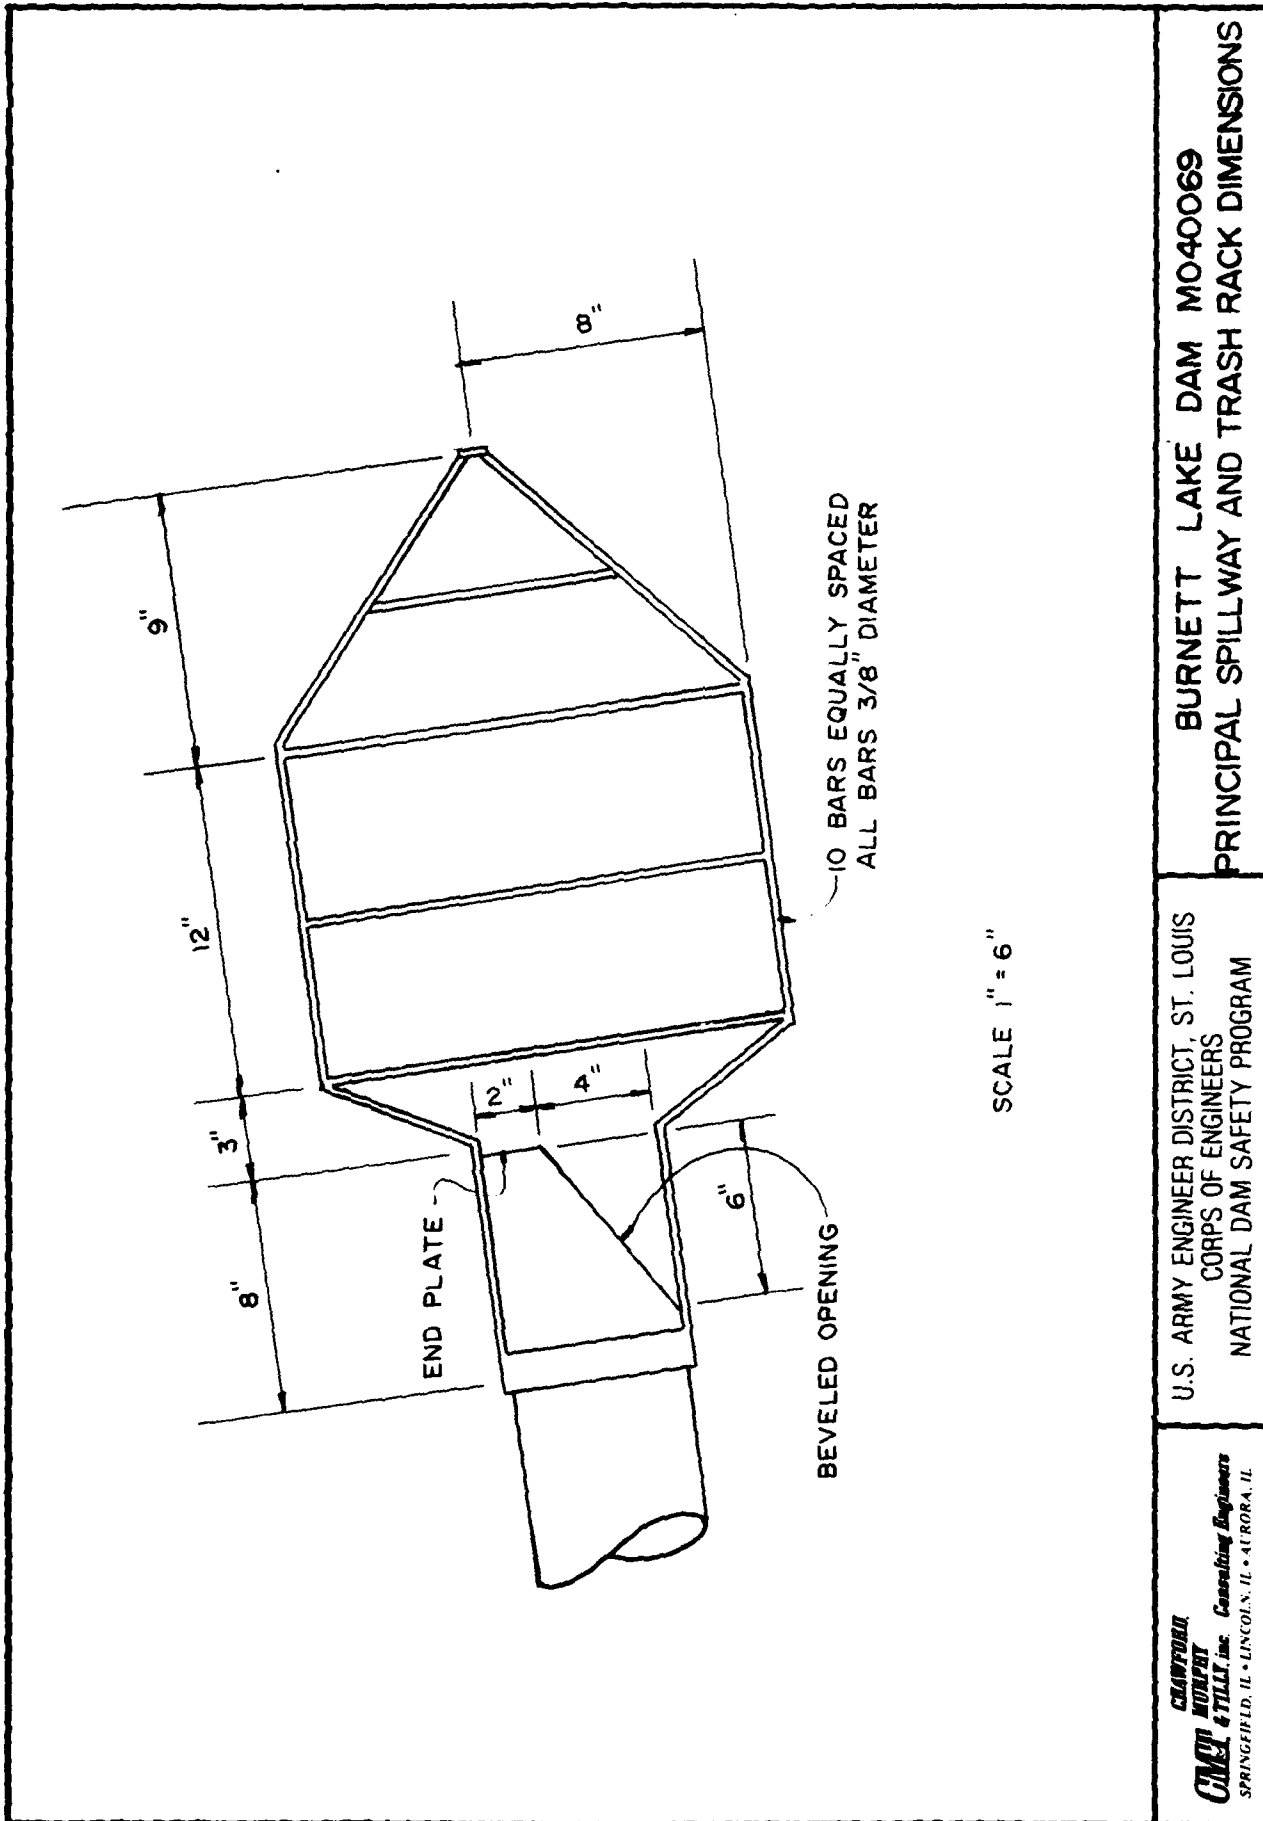 9"
12"
3"
8"
8"
2"
4"
6"
END PLATE
BEVELED OPENING
10 BARS EQUALLY SPACED
ALL BARS 3/8" DIAMETER
SCALE 1" = 6"
CRAWFORD,
MURPHY
CMT & TILLY, inc. Consulting Engineers
SPRINGFIELD, IL • LINCOLN, IL • AURORA, IL
U.S. ARMY ENGINEER DISTRICT, ST. LOUIS
CORPS OF ENGINEERS
NATIONAL DAM SAFETY PROGRAM
BURNETT LAKE DAM MO40069
PRINCIPAL SPILLWAY AND TRASH RACK DIMENSIONS